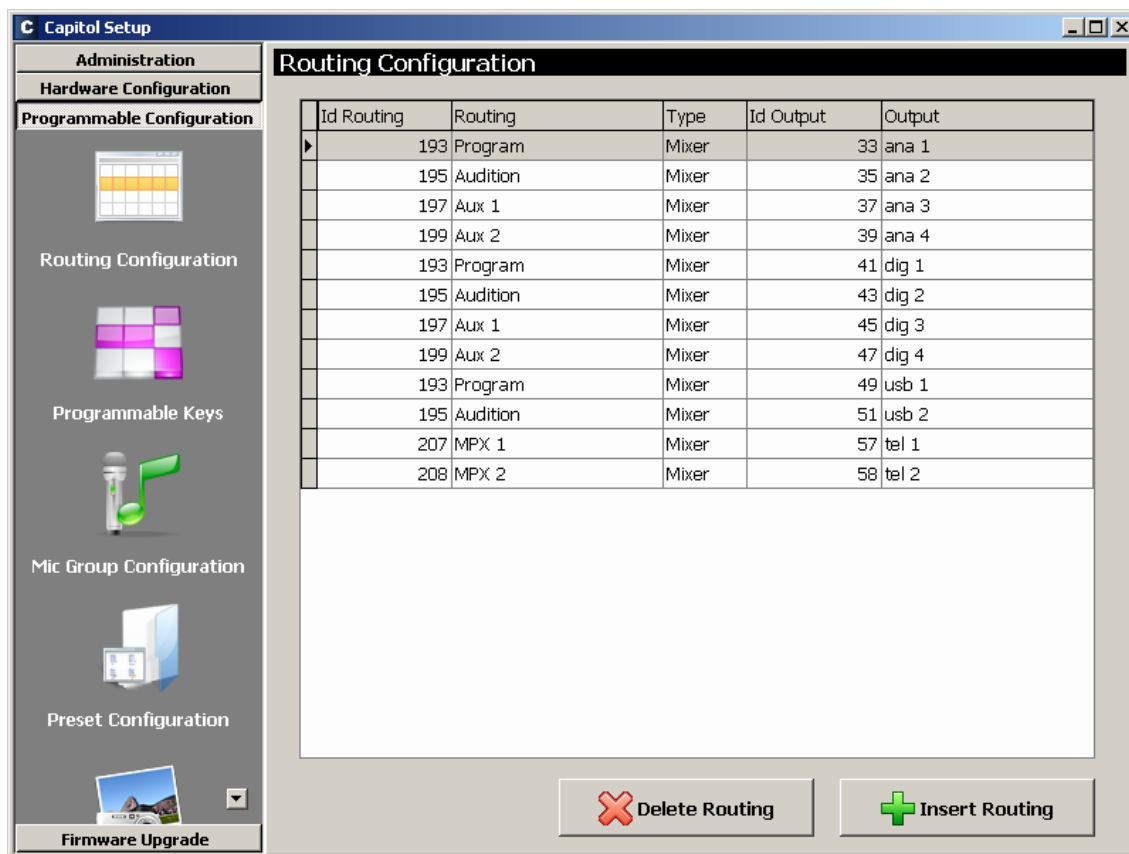 C Capitol Setup
Administration
Hardware Configuration
Programmable Configuration
Routing Configuration
Programmable Keys
Mic Group Configuration
Preset Configuration
Firmware Upgrade
Routing Configuration
Id Routing Routing Type Id Output Output
193 Program Mixer 33 ana 1
195 Audition Mixer 35 ana 2
197 Aux 1 Mixer 37 ana 3
199 Aux 2 Mixer 39 ana 4
193 Program Mixer 41 dig 1
195 Audition Mixer 43 dig 2
197 Aux 1 Mixer 45 dig 3
199 Aux 2 Mixer 47 dig 4
193 Program Mixer 49 usb 1
195 Audition Mixer 51 usb 2
207 MPX 1 Mixer 57 tel 1
208 MPX 2 Mixer 58 tel 2
Delete Routing
Insert Routing